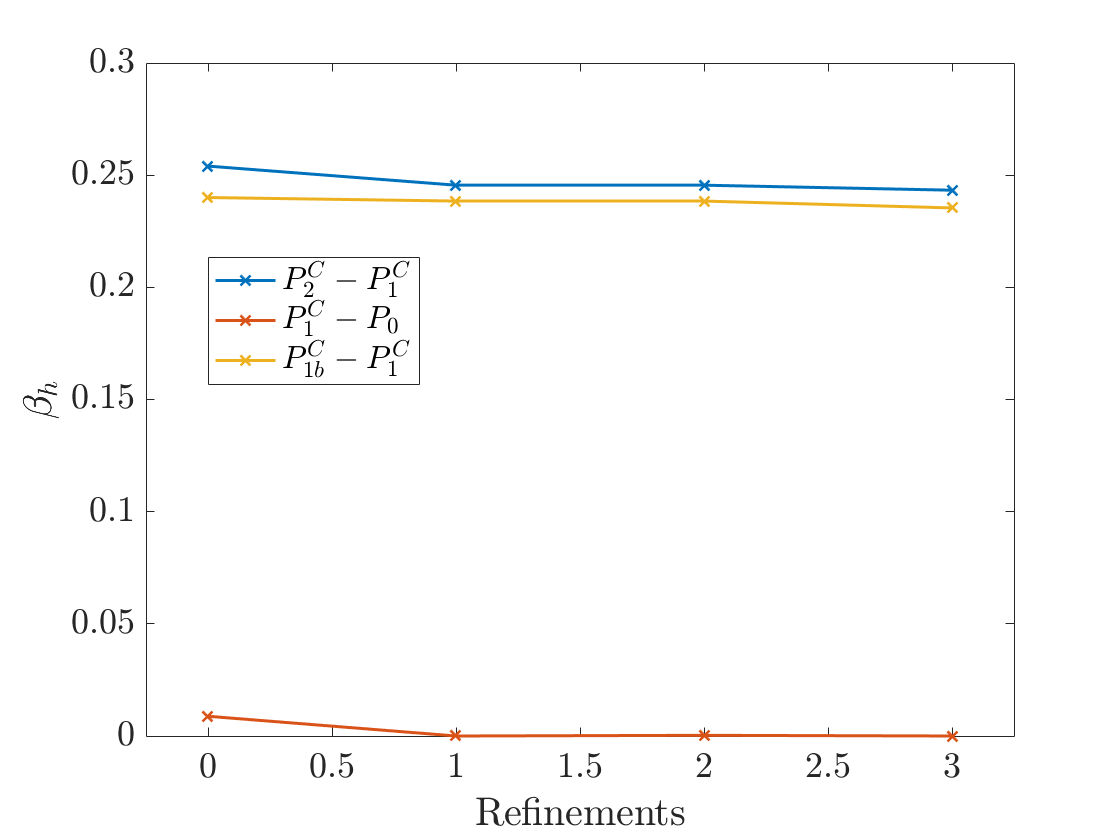 0.3
0.25
0.2
0.15
0.1
0.05
0
β_h
P_2^C − P_1^C
P_1^C − P_0
P_{1b}^C − P_1^C
0 0.5 1 1.5 2 2.5 3
Refinements